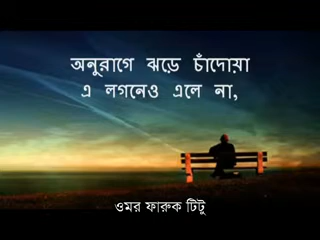 অনুরাগে ঝড়ে চাঁদোয়া
এ লগনেও এলে না,
ওমর ফারুক টিটু